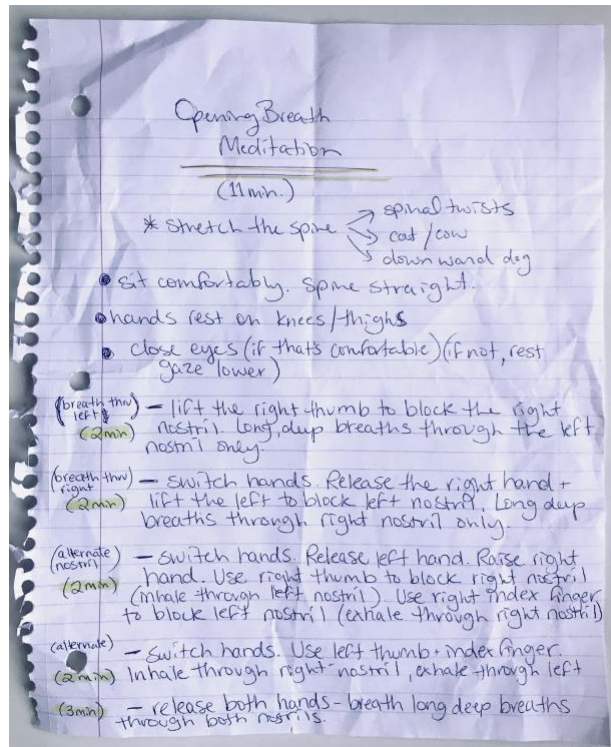 Opening Breath
Meditation
(11 min.)
* stretch the spine → spinal twists
→ cat/cow
→ downward dog
• sit comfortably. Spine straight.
• hands rest on knees/thighs
• close eyes (if that's comfortable) (if not, rest
gaze lower)
(breath thru left) (2min) — lift the right thumb to block the right
nostril. Long, deep breaths through the left
nostril only.
(breath thru right) (2min) — switch hands. Release the right hand +
lift the left to block left nostril. Long deep
breaths through right nostril only.
(alternate nostril) (2min) — switch hands. Release left hand. Raise right
hand. Use right thumb to block right nostril
(inhale through left nostril). Use right index finger
to block left nostril (exhale through right nostril)
(alternate) — switch hands. Use left thumb + index finger.
(2min) Inhale through right nostril, exhale through left
(3min) — release both hands - breath long deep breaths
through both nostrils.